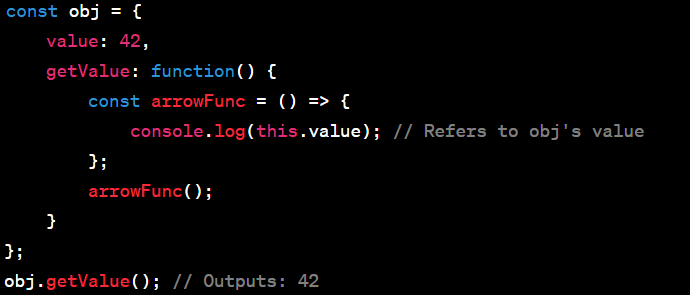 const obj = {
    value: 42,
    getValue: function() {
        const arrowFunc = () => {
            console.log(this.value); // Refers to obj's value
        };
        arrowFunc();
    }
};
obj.getValue(); // Outputs: 42